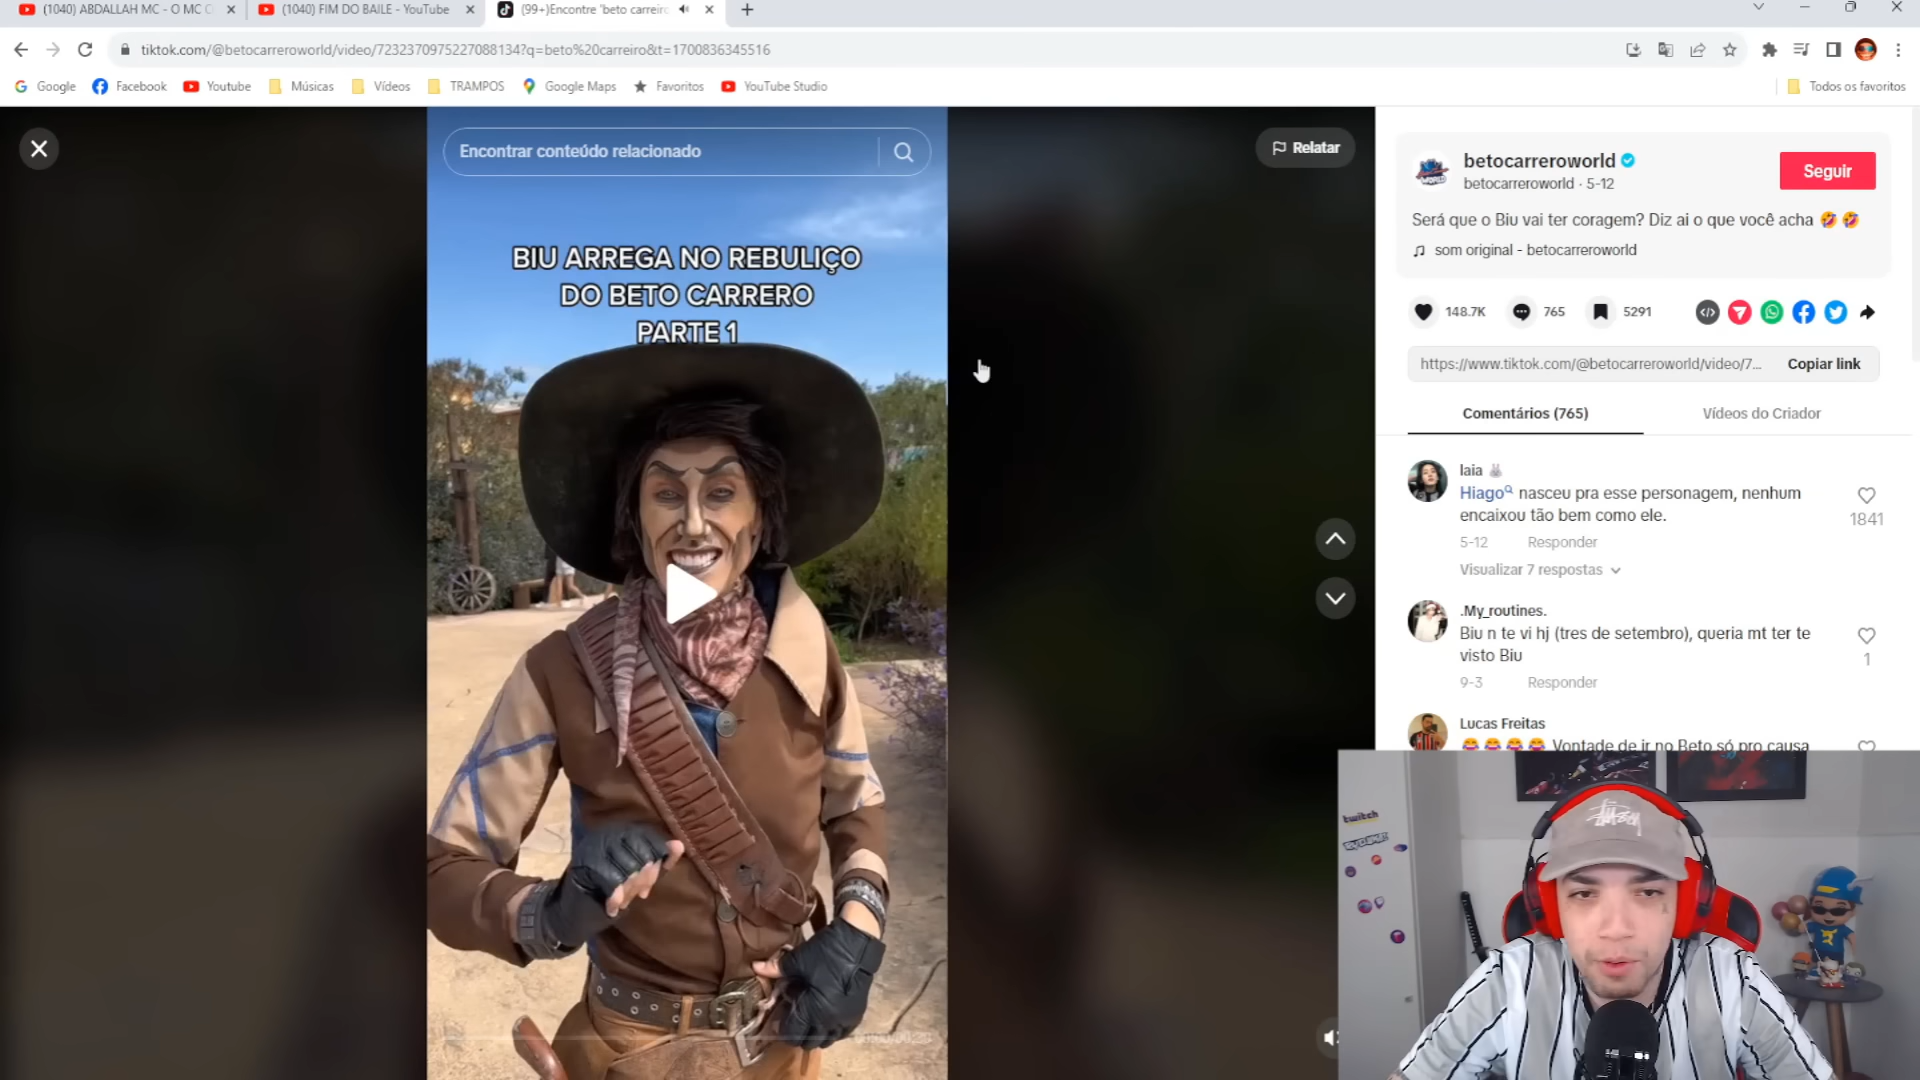 (1040) ABDALLAH MC - O MC
(1040) FIM DO BAILE - YouTube
(99+)Encontre 'beto carreiro
tiktok.com/@betocarreroworld/video/7232370975227088134?q=beto%20carreiro&t=1700836345516
Google
Facebook
Youtube
Músicas
Vídeos
TRAMPOS
Google Maps
Favoritos
YouTube Studio
Todos os favoritos
Encontrar conteúdo relacionado
Relatar
BIU ARREGA NO REBULIÇO
DO BETO CARRERO
PARTE 1
betocarreroworld
betocarreroworld · 5-12
Seguir
Será que o Biu vai ter coragem? Diz ai o que você acha 🤣 🤣
som original - betocarreroworld
148.7K
765
5291
https://www.tiktok.com/@betocarreroworld/video/7...
Copiar link
Comentários (765)
Vídeos do Criador
laia 🐰
Hiago nasceu pra esse personagem, nenhum
encaixou tão bem como ele.
1841
5-12 Responder
Visualizar 7 respostas
.My_routines.
Biu n te vi hj (tres de setembro), queria mt ter te
visto Biu
1
9-3 Responder
Lucas Freitas
😂 😂 😂 😂 Vontade de ir no Beto só pro causa
twitch